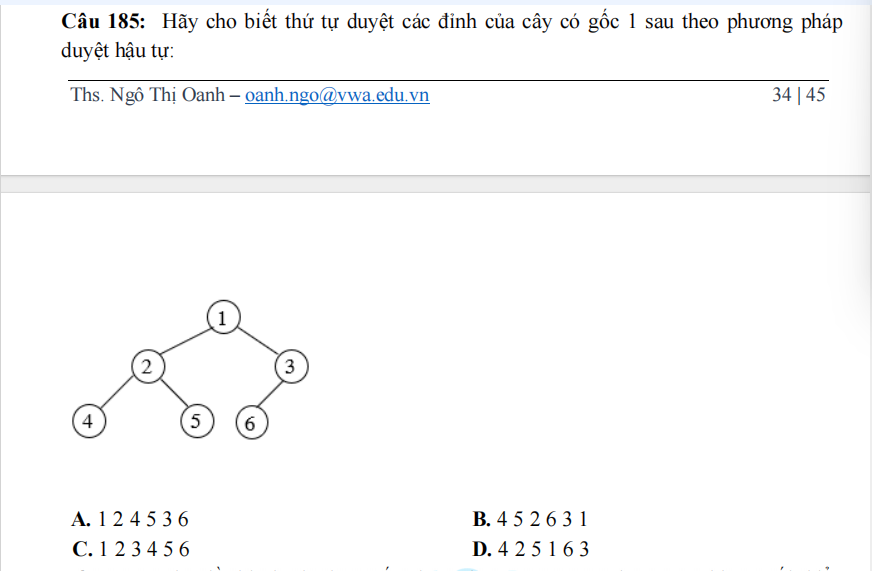 Câu 185: Hãy cho biết thứ tự duyệt các đỉnh của cây có gốc 1 sau theo phương pháp
duyệt hậu tự:
Ths. Ngô Thị Oanh – oanh.ngo@vwa.edu.vn 34 | 45
1
2 3
4 5 6
A. 1 2 4 5 3 6 B. 4 5 2 6 3 1
C. 1 2 3 4 5 6 D. 4 2 5 1 6 3